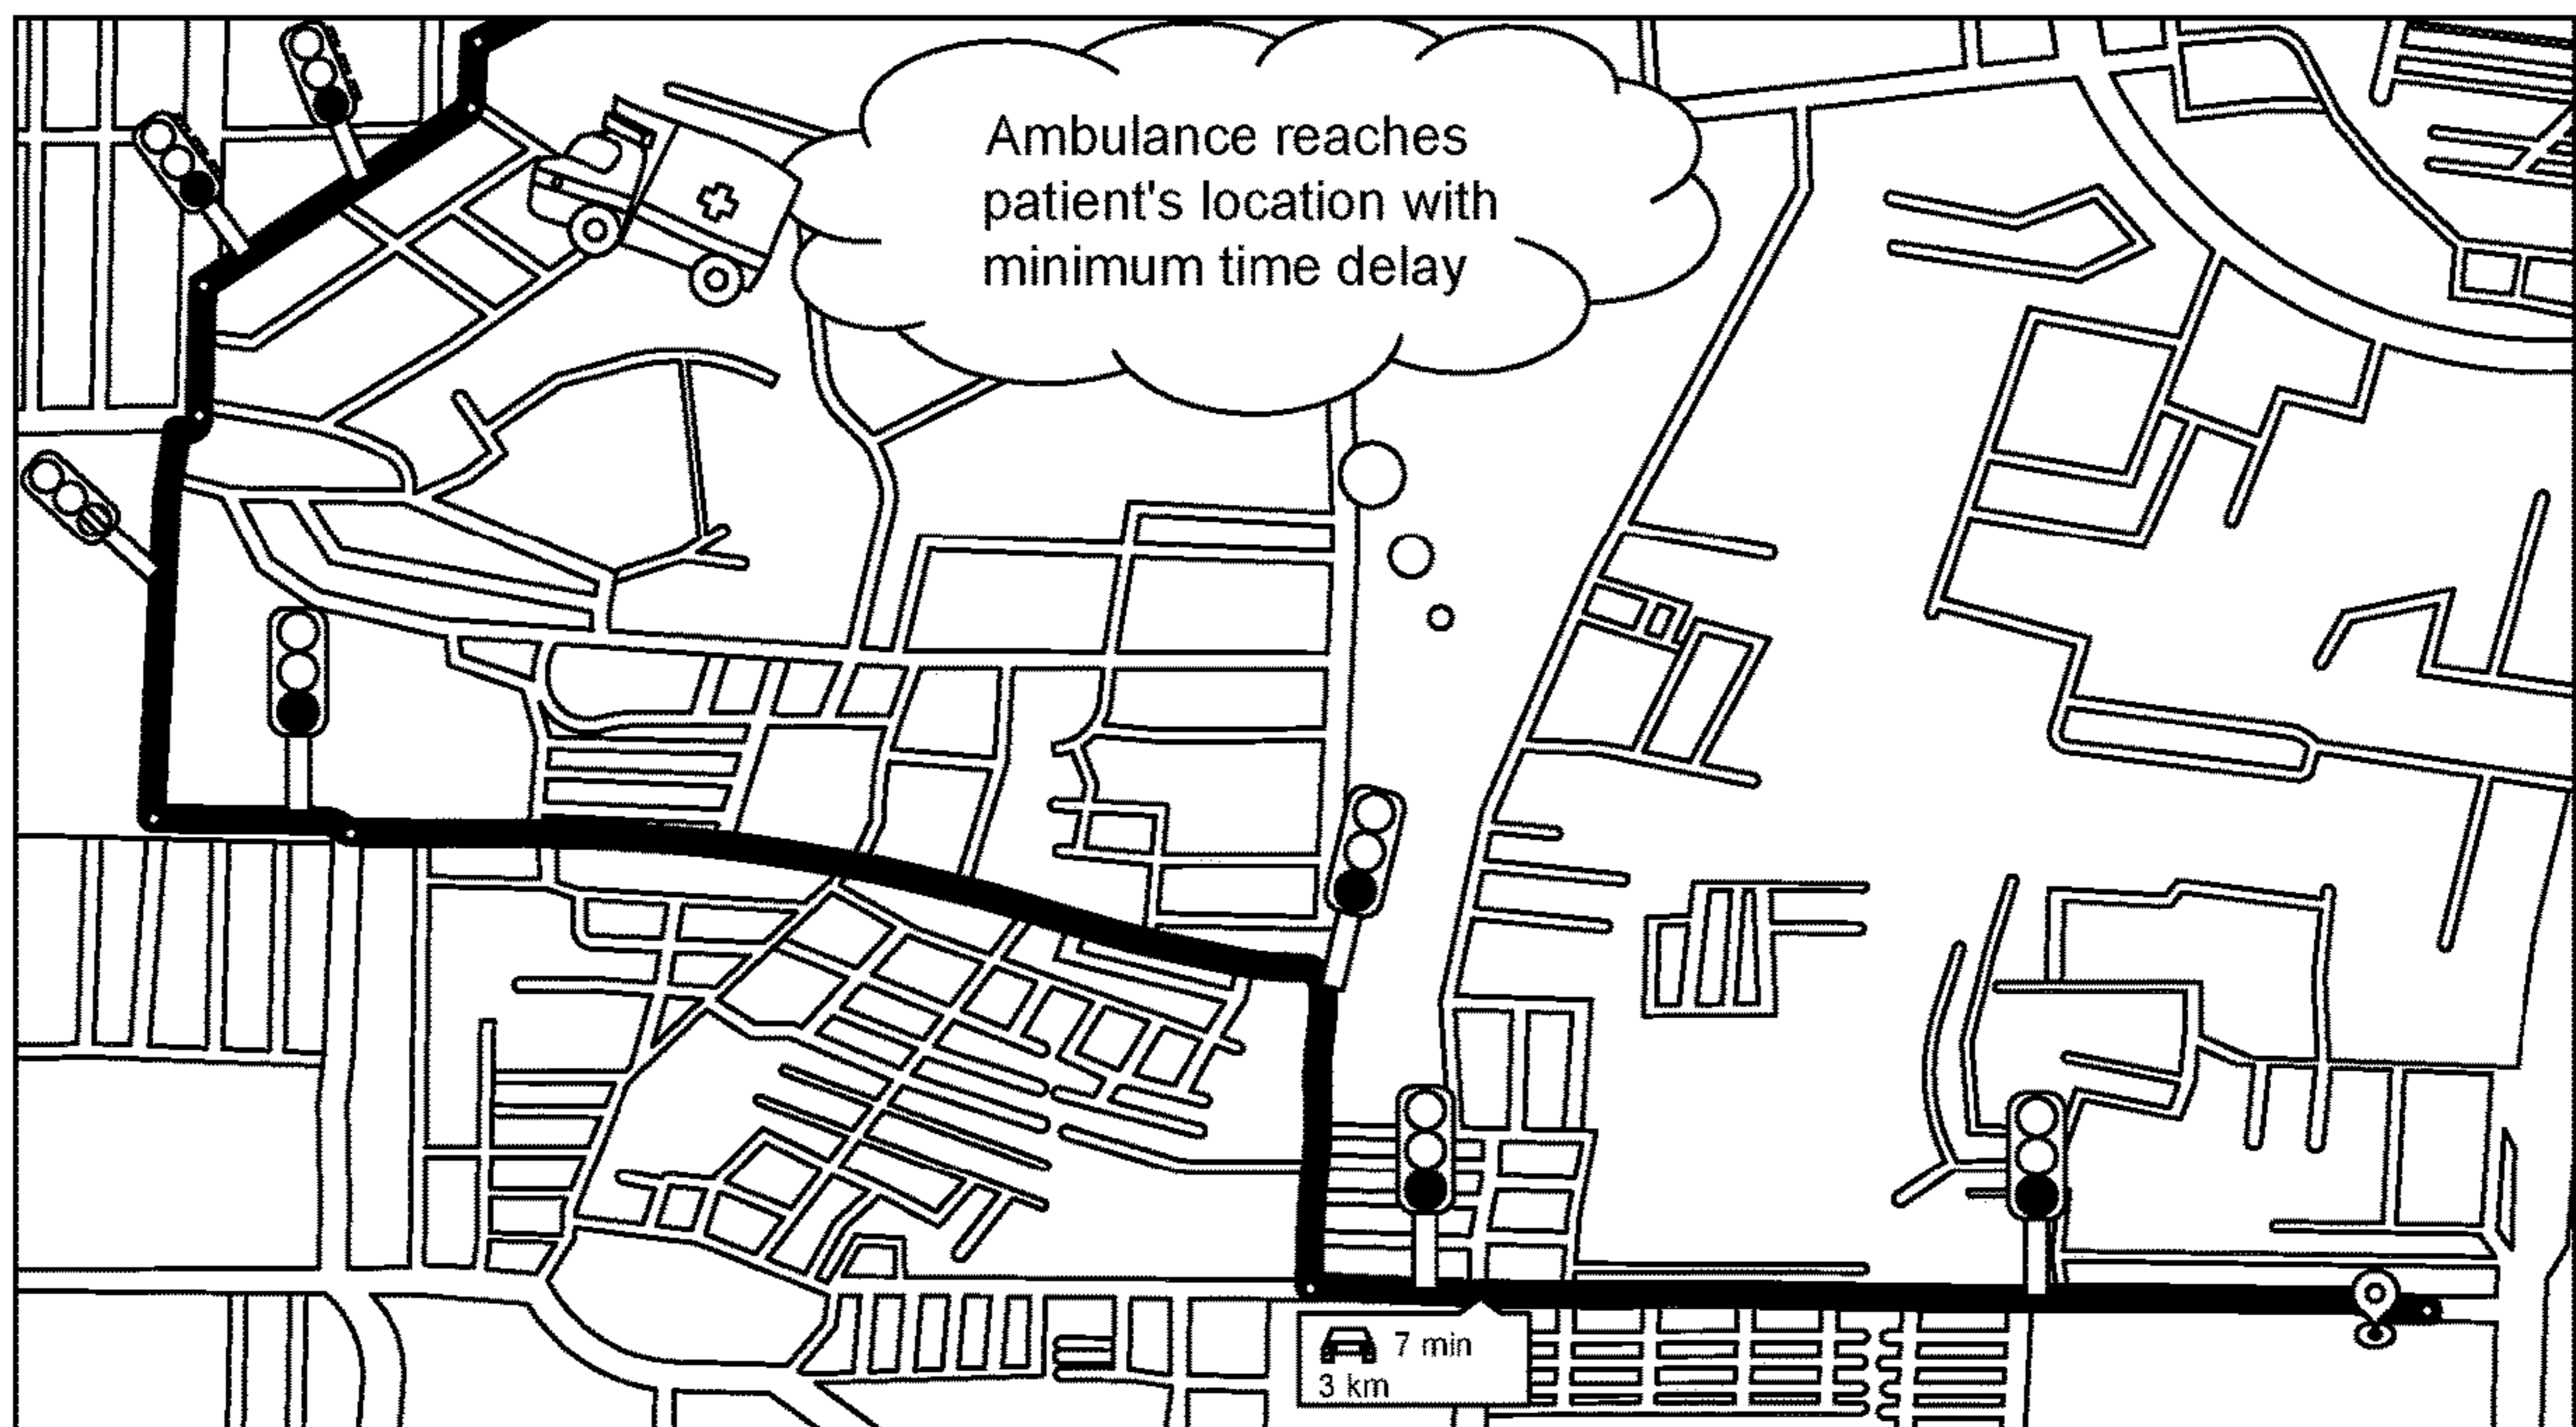 Ambulance reaches
patient's location with
minimum time delay
7 min
3 km